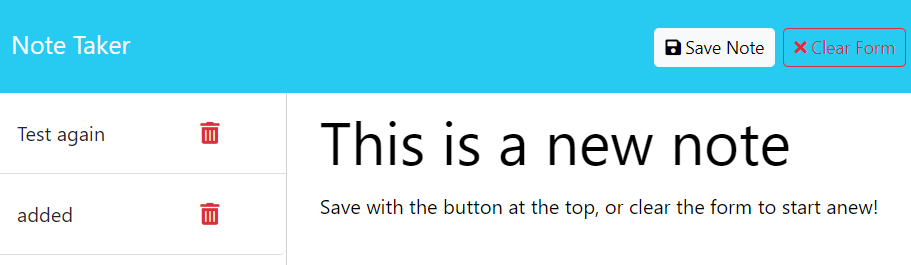 Note Taker
Save Note
Clear Form
Test again
added
This is a new note
Save with the button at the top, or clear the form to start anew!